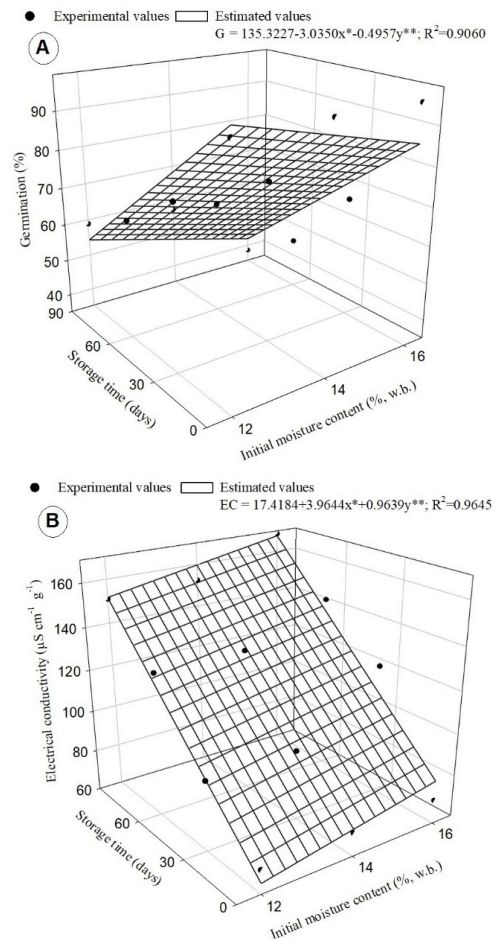 Experimental values Estimated values
G = 135.3227-3.0350x*-0.4957y**; R²=0.9060
A
Germination (%)
90
80
70
60
50
40
90
60
30
0
Storage time (days)
12
14
16
Initial moisture content (%, w.b.)
Experimental values Estimated values
EC = 17.4184+3.9644x*+0.9639y**; R²=0.9645
B
Electrical conductivity (µS cm⁻¹ g⁻¹)
160
140
120
100
80
60
60
30
0
Storage time (days)
12
14
16
Initial moisture content (%, w.b.)